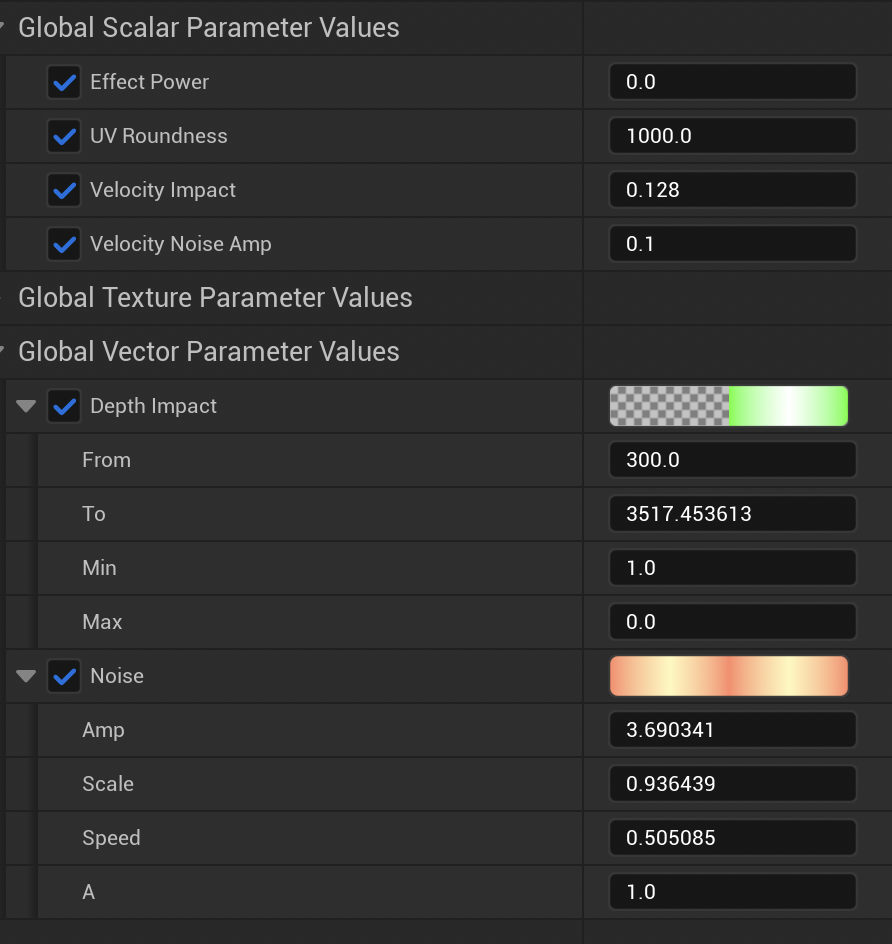 Global Scalar Parameter Values
Effect Power 0.0
UV Roundness 1000.0
Velocity Impact 0.128
Velocity Noise Amp 0.1
Global Texture Parameter Values
Global Vector Parameter Values
Depth Impact
From 300.0
To 3517.453613
Min 1.0
Max 0.0
Noise
Amp 3.690341
Scale 0.936439
Speed 0.505085
A 1.0